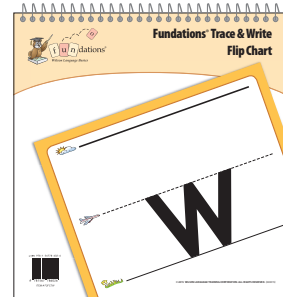 Fundations® Trace & Write
Flip Chart
fundations®
Wilson Language Basics
w